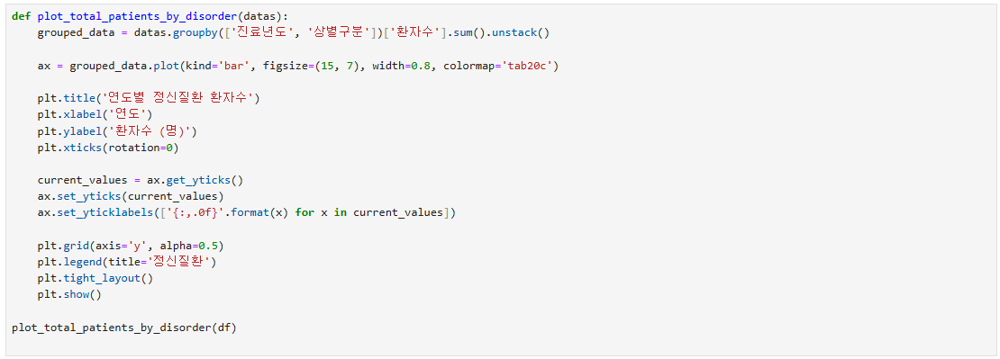 def plot_total_patients_by_disorder(datas):
    grouped_data = datas.groupby(['진료년도', '상별구분'])['환자수'].sum().unstack()
    ax = grouped_data.plot(kind='bar', figsize=(15, 7), width=0.8, colormap='tab20c')
    plt.title('연도별 정신질환 환자수')
    plt.xlabel('연도')
    plt.ylabel('환자수 (명)')
    plt.xticks(rotation=0)
    current_values = ax.get_yticks()
    ax.set_yticks(current_values)
    ax.set_yticklabels(['{:,.0f}'.format(x) for x in current_values])
    plt.grid(axis='y', alpha=0.5)
    plt.legend(title='정신질환')
    plt.tight_layout()
    plt.show()
plot_total_patients_by_disorder(df)